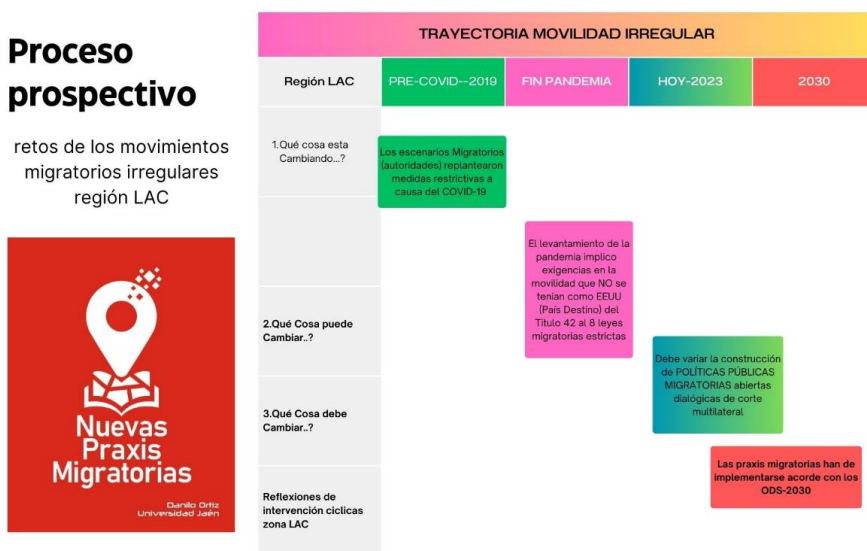 Proceso
prospectivo
retos de los movimientos
migratorios irregulares
región LAC
Nuevas
Praxis
Migratorias
Danilo Ortiz
Universidad Jaén
TRAYECTORIA MOVILIDAD IRREGULAR
Región LAC
PRE-COVID--2019
FIN PANDEMIA
HOY-2023
2030
1.Qué cosa esta
Cambiando...?
Los escenarios Migratorios
(autoridades) replantearon
medidas restrictivas a
causa del COVID-19
El levantamiento de la
pandemia implico
exigencias en la
movilidad que NO se
tenian como EEUU
(País Destino) del
Titulo 42 al 8 leyes
migratorias estrictas
2.Qué Cosa puede
Cambiar..?
Debe variar la construcción
de POLÍTICAS PÚBLICAS
MIGRATORIAS abiertas
dialógicas de corte
multilateral
3.Qué Cosa debe
Cambiar..?
Las praxis migratorias han de
implementarse acorde con los
ODS-2030
Reflexiones de
intervención ciclicas
zona LAC